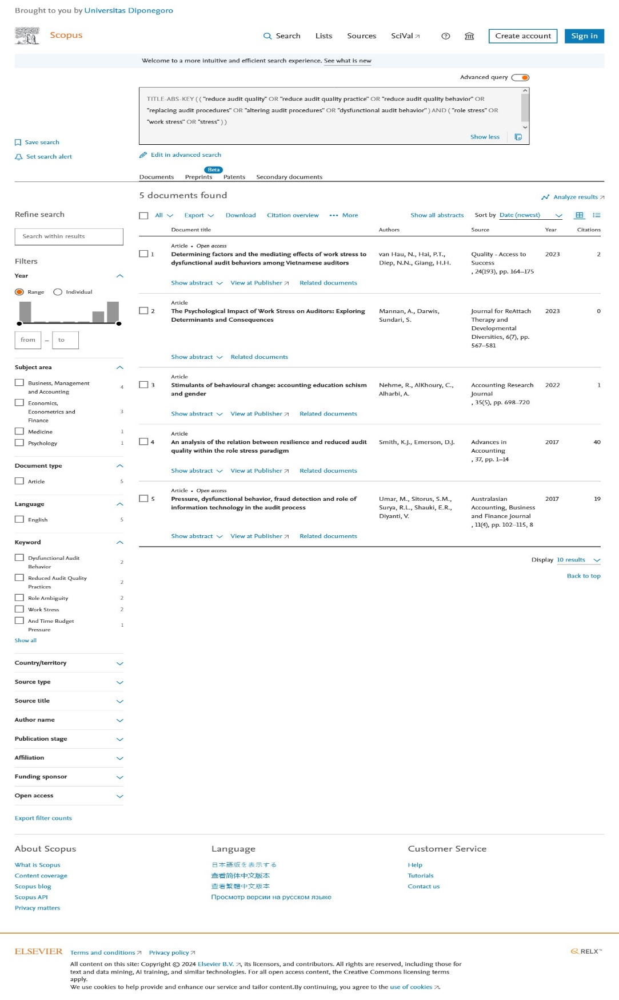 Brought to you by Universitas Diponegoro
Scopus
Search Lists Sources SciVal Create account Sign in
Welcome to a more intuitive and efficient search experience. See what is new
Advanced query
TITLE-ABS-KEY ( ( "reduce audit quality" OR "reduce audit quality practice" OR "reduce audit quality behavior" OR
"replacing audit procedures" OR "altering audit procedures" OR "dysfunctional audit behavior" ) AND ( "role stress" OR
"work stress" OR "stress" ) )
Show less
Save search
Set search alert
Edit in advanced search
Beta
Documents Preprints Patents Secondary documents
5 documents found
Analyze results
Refine search
Search within results
Filters
Year
Range Individual
from – to
Subject area
Business, Management
and Accounting
4
Economics,
Econometrics and
Finance
3
Medicine 1
Psychology 1
Document type
Article 5
Language
English 5
Keyword
Dysfunctional Audit
Behavior
2
Reduced Audit Quality
Practices
2
Role Ambiguity 2
Work Stress 2
And Time Budget
Pressure
1
Show all
Country/territory
Source type
Source title
Author name
Publication stage
Affiliation
Funding sponsor
Open access
Export filter counts
All Export Download Citation overview ••• More Show all abstracts Sort by Date (newest)
Document title Authors Source Year Citations
1
Article • Open access
Determining factors and the mediating effects of work stress to
dysfunctional audit behaviors among Vietnamese auditors
van Hau, N., Hai, P.T.,
Diep, N.N., Giang, H.H.
Quality - Access to
Success
, 24(193), pp. 164–175
2023
2
Show abstract View at Publisher Related documents
2
Article
The Psychological Impact of Work Stress on Auditors: Exploring
Determinants and Consequences
Mannan, A., Darwis,
Sundari, S.
Journal for ReAttach
Therapy and
Developmental
Diversities, 6(7), pp.
567–581
2023
0
Show abstract Related documents
3
Article
Stimulants of behavioural change: accounting education schism
and gender
Nehme, R., AlKhoury, C.,
Alharbi, A.
Accounting Research
Journal
, 35(5), pp. 698–720
2022
1
Show abstract View at Publisher Related documents
4
Article
An analysis of the relation between resilience and reduced audit
quality within the role stress paradigm
Smith, K.J., Emerson, D.J.
Advances in
Accounting
, 37, pp. 1–14
2017
40
Show abstract View at Publisher Related documents
5
Article • Open access
Pressure, dysfunctional behavior, fraud detection and role of
information technology in the audit process
Umar, M., Sitorus, S.M.,
Surya, R.L., Shauki, E.R.,
Diyanti, V.
Australasian
Accounting, Business
and Finance Journal
, 11(4), pp. 102–115, 8
2017
19
Show abstract View at Publisher Related documents
Display 10 results
Back to top
About Scopus
What is Scopus
Content coverage
Scopus blog
Scopus API
Privacy matters
Language
日本語版を表示する
查看简体中文版本
查看繁體中文版本
Просмотр версии на русском языке
Customer Service
Help
Tutorials
Contact us
ELSEVIER
Terms and conditions Privacy policy
All content on this site: Copyright © 2024 Elsevier B.V. , its licensors, and contributors. All rights are reserved, including those for
text and data mining, AI training, and similar technologies. For all open access content, the Creative Commons licensing terms
apply.
We use cookies to help provide and enhance our service and tailor content.By continuing, you agree to the use of cookies .
RELX™